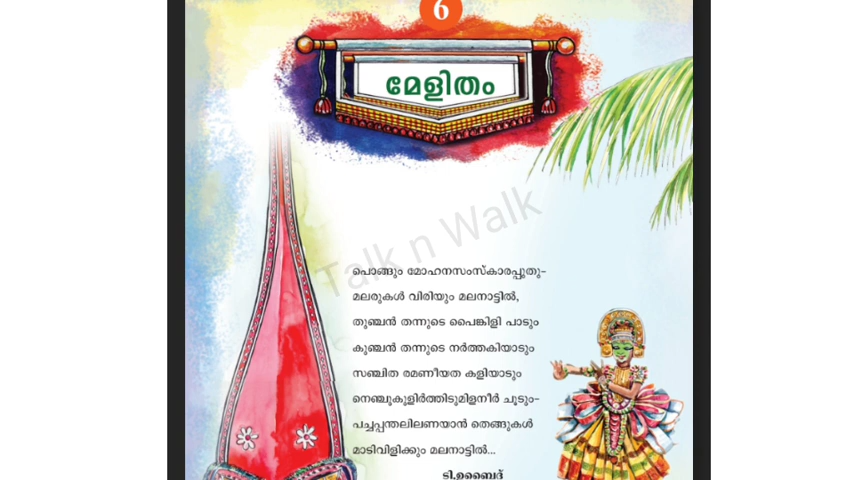 6
മേളിതം
Talk n Walk
പൊങ്ങും മോഹനസംസ്കാരപ്പുതു-
മലരുകൾ വിരിയും മലനാട്ടിൽ,
തുഞ്ചൻ തന്നുടെ പൈങ്കിളി പാടും
കുഞ്ചൻ തന്നുടെ നർത്തകിയാടും
സഞ്ചിത രമണീയത കളിയാടും
നെഞ്ചുകുളിർത്തിടുമിളനീർ ചൂടും-
പച്ചപ്പന്തലിലണയാൻ തെങ്ങുകൾ
മാടിവിളിക്കും മലനാട്ടിൽ...
ടി.ഉബൈദ്